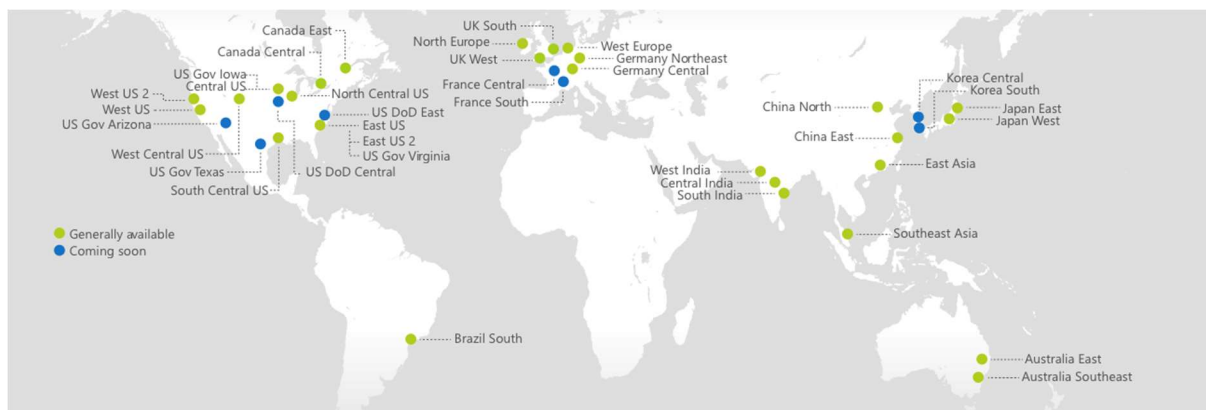 Canada East
Canada Central
US Gov Iowa
Central US
North Central US
West US 2
West US
US Gov Arizona
West Central US
US Gov Texas
South Central US
US DoD East
East US
East US 2
US Gov Virginia
US DoD Central
UK South
North Europe
UK West
West Europe
Germany Northeast
Germany Central
France Central
France South
Korea Central
Korea South
China North
Japan East
Japan West
China East
East Asia
West India
Central India
South India
Generally available
Coming soon
Southeast Asia
Brazil South
Australia East
Australia Southeast